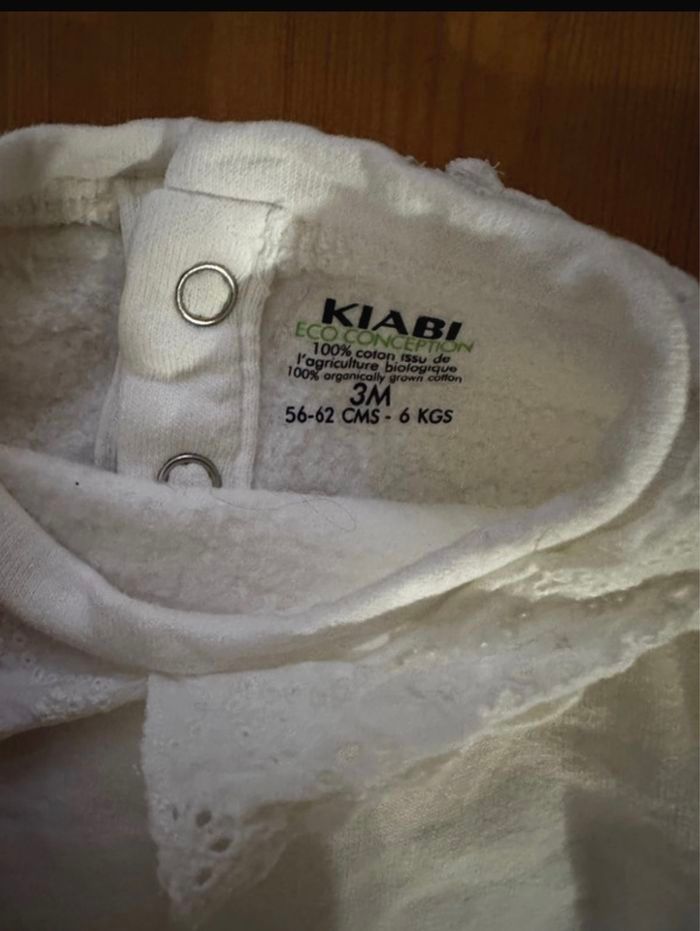 KIABI
ECO CONCEPTION
100% coton issu de
l'agriculture biologique
100% organically grown cotton
3M
56-62 CMS - 6 KGS